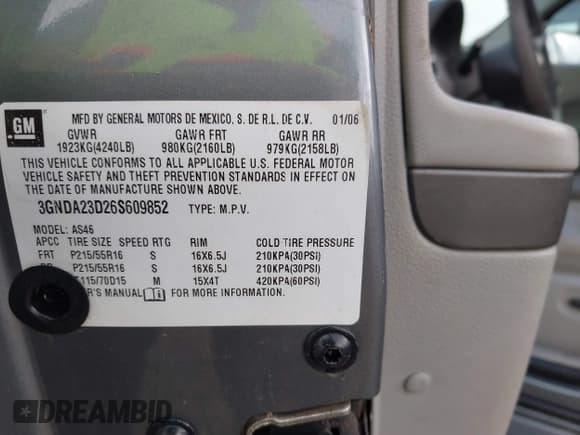 GM
MFD BY GENERAL MOTORS DE MEXICO, S. DE R.L. DE C.V. 01/06
GVWR GAWR FRT GAWR RR
1923KG(4240LB) 980KG(2160LB) 979KG(2158LB)
THIS VEHICLE CONFORMS TO ALL APPLICABLE U.S. FEDERAL MOTOR
VEHICLE SAFETY AND THEFT PREVENTION STANDARDS IN EFFECT ON
THE DATE OF MANUFACTURE SHOWN ABOVE.
3GNDA23D26S609852 TYPE: M.P.V.
MODEL: AS46
APCC TIRE SIZE SPEED RTG RIM COLD TIRE PRESSURE
FRT P215/55R16 S 16X6.5J 210KPA(30PSI)
P215/55R16 S 16X6.5J 210KPA(30PSI)
T115/70D15 M 15X4T 420KPA(60PSI)
'S MANUAL FOR MORE INFORMATION.
DREAMBID